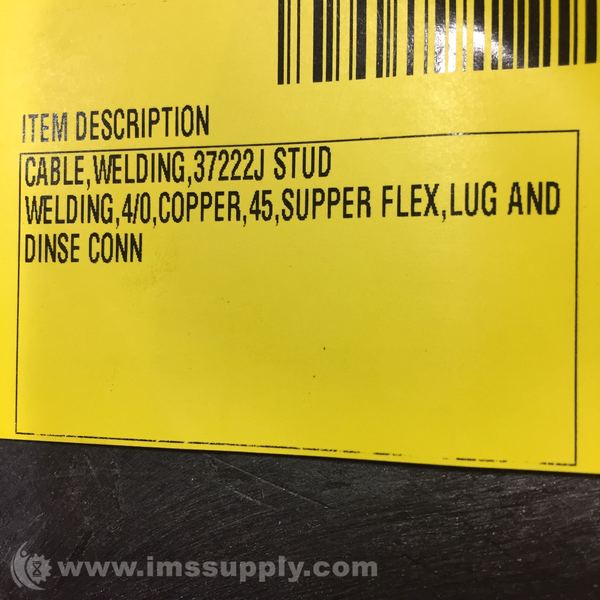 ITEM DESCRIPTION
CABLE,WELDING,37222J STUD
WELDING,4/0,COPPER,45,SUPPER FLEX,LUG AND
DINSE CONN
www.imssupply.com